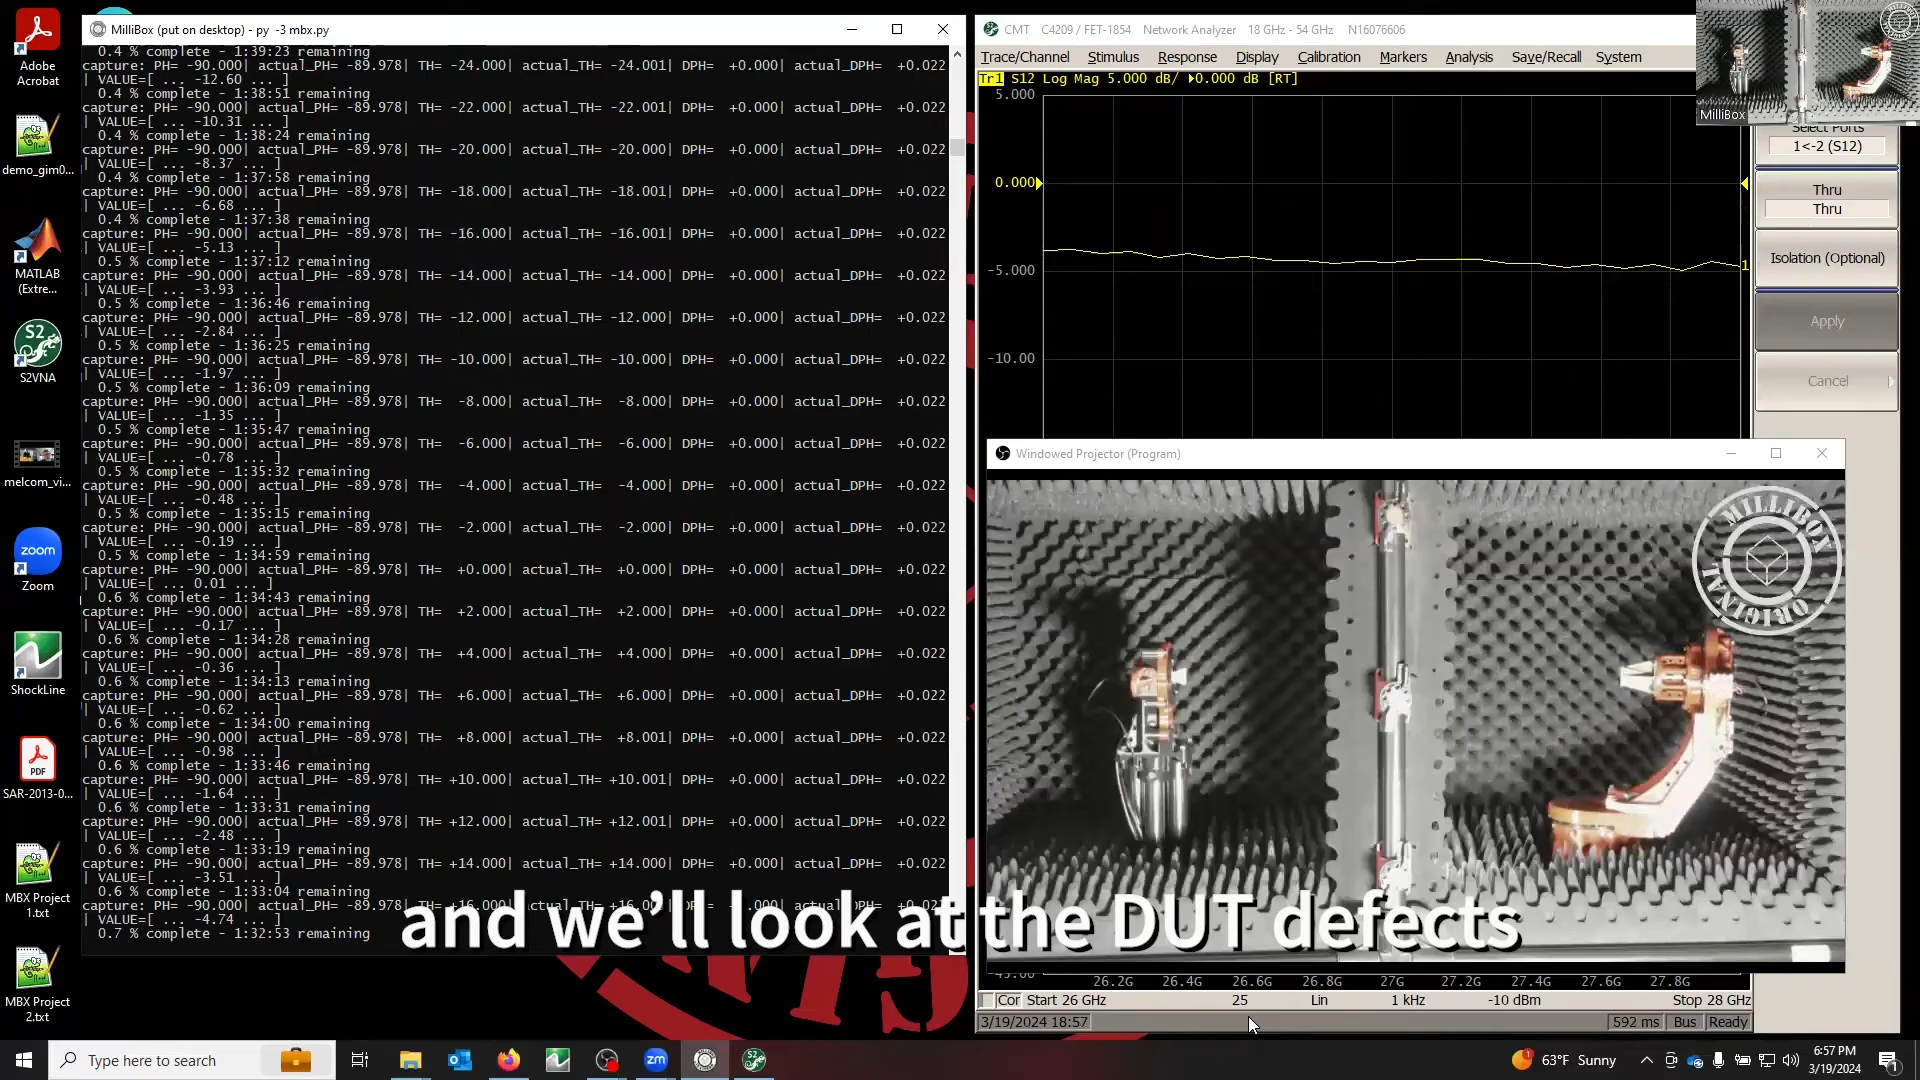 Adobe
Acrobat
demo_gim0...
MATLAB
(Extre...
S2
S2VNA
melcom_vi...
zoom
Zoom
ShockLine
PDF
SAR-2013-0...
MBX Project
1.txt
MBX Project
2.txt
MilliBox (put on desktop) - py  -3 mbx.py
0.4 % complete - 1:39:23 remaining
capture: PH= -90.000| actual_PH= -89.978| TH= -24.000| actual_TH= -24.001| DPH=  +0.000| actual_DPH=  +0.022
| VALUE=[ ... -12.60 ... ]
0.4 % complete - 1:38:51 remaining
capture: PH= -90.000| actual_PH= -89.978| TH= -22.000| actual_TH= -22.001| DPH=  +0.000| actual_DPH=  +0.022
| VALUE=[ ... -10.31 ... ]
0.4 % complete - 1:38:24 remaining
capture: PH= -90.000| actual_PH= -89.978| TH= -20.000| actual_TH= -20.000| DPH=  +0.000| actual_DPH=  +0.022
| VALUE=[ ... -8.37 ... ]
0.4 % complete - 1:37:58 remaining
capture: PH= -90.000| actual_PH= -89.978| TH= -18.000| actual_TH= -18.001| DPH=  +0.000| actual_DPH=  +0.022
| VALUE=[ ... -6.68 ... ]
0.4 % complete - 1:37:38 remaining
capture: PH= -90.000| actual_PH= -89.978| TH= -16.000| actual_TH= -16.001| DPH=  +0.000| actual_DPH=  +0.022
| VALUE=[ ... -5.13 ... ]
0.5 % complete - 1:37:12 remaining
capture: PH= -90.000| actual_PH= -89.978| TH= -14.000| actual_TH= -14.000| DPH=  +0.000| actual_DPH=  +0.022
| VALUE=[ ... -3.93 ... ]
0.5 % complete - 1:36:46 remaining
capture: PH= -90.000| actual_PH= -89.978| TH= -12.000| actual_TH= -12.000| DPH=  +0.000| actual_DPH=  +0.022
| VALUE=[ ... -2.84 ... ]
0.5 % complete - 1:36:25 remaining
capture: PH= -90.000| actual_PH= -89.978| TH= -10.000| actual_TH= -10.000| DPH=  +0.000| actual_DPH=  +0.022
| VALUE=[ ... -1.97 ... ]
0.5 % complete - 1:36:09 remaining
capture: PH= -90.000| actual_PH= -89.978| TH=  -8.000| actual_TH=  -8.000| DPH=  +0.000| actual_DPH=  +0.022
| VALUE=[ ... -1.35 ... ]
0.5 % complete - 1:35:47 remaining
capture: PH= -90.000| actual_PH= -89.978| TH=  -6.000| actual_TH=  -6.000| DPH=  +0.000| actual_DPH=  +0.022
| VALUE=[ ... -0.78 ... ]
0.5 % complete - 1:35:32 remaining
capture: PH= -90.000| actual_PH= -89.978| TH=  -4.000| actual_TH=  -4.000| DPH=  +0.000| actual_DPH=  +0.022
| VALUE=[ ... -0.48 ... ]
0.5 % complete - 1:35:15 remaining
capture: PH= -90.000| actual_PH= -89.978| TH=  -2.000| actual_TH=  -2.000| DPH=  +0.000| actual_DPH=  +0.022
| VALUE=[ ... -0.19 ... ]
0.5 % complete - 1:34:59 remaining
capture: PH= -90.000| actual_PH= -89.978| TH=  +0.000| actual_TH=  +0.000| DPH=  +0.000| actual_DPH=  +0.022
| VALUE=[ ... 0.01 ... ]
0.6 % complete - 1:34:43 remaining
capture: PH= -90.000| actual_PH= -89.978| TH=  +2.000| actual_TH=  +2.000| DPH=  +0.000| actual_DPH=  +0.022
| VALUE=[ ... -0.17 ... ]
0.6 % complete - 1:34:28 remaining
capture: PH= -90.000| actual_PH= -89.978| TH=  +4.000| actual_TH=  +4.000| DPH=  +0.000| actual_DPH=  +0.022
| VALUE=[ ... -0.36 ... ]
0.6 % complete - 1:34:13 remaining
capture: PH= -90.000| actual_PH= -89.978| TH=  +6.000| actual_TH=  +6.000| DPH=  +0.000| actual_DPH=  +0.022
| VALUE=[ ... -0.62 ... ]
0.6 % complete - 1:34:00 remaining
capture: PH= -90.000| actual_PH= -89.978| TH=  +8.000| actual_TH=  +8.001| DPH=  +0.000| actual_DPH=  +0.022
| VALUE=[ ... -0.98 ... ]
0.6 % complete - 1:33:46 remaining
capture: PH= -90.000| actual_PH= -89.978| TH= +10.000| actual_TH= +10.001| DPH=  +0.000| actual_DPH=  +0.022
| VALUE=[ ... -1.64 ... ]
0.6 % complete - 1:33:31 remaining
capture: PH= -90.000| actual_PH= -89.978| TH= +12.000| actual_TH= +12.001| DPH=  +0.000| actual_DPH=  +0.022
| VALUE=[ ... -2.48 ... ]
0.6 % complete - 1:33:19 remaining
capture: PH= -90.000| actual_PH= -89.978| TH= +14.000| actual_TH= +14.000| DPH=  +0.000| actual_DPH=  +0.022
| VALUE=[ ... -3.51 ... ]
0.6 % complete - 1:33:04 remaining
capture: PH= -90.000| actual_PH= -89.978| TH= +16.000| DPH=  +0.000| actual_DPH=  +0.022
| VALUE=[ ... -4.74 ... ]
0.7 % complete - 1:32:53 remaining
CMT  C4209 / FET-1854  Network Analyzer  18 GHz - 54 GHz  N16076606
Trace/Channel  Stimulus  Response  Display  Calibration  Markers  Analysis  Save/Recall  System
Tr1 S12 Log Mag 5.000 dB/ 0.000 dB [RT]
5.000
0.000
-5.000
-10.00
1
MilliBox
Select Ports
1<-2 (S12)
Thru
Thru
Isolation (Optional)
Apply
Cancel
Windowed Projector (Program)
MILLIBOX
ORIGINAL
and we'll look at the DUT defects
26.2G  26.4G  26.6G  26.8G  27G  27.2G  27.4G  27.6G  27.8G
Cor  Start 26 GHz  25  Lin  1 kHz  -10 dBm  Stop 28 GHz
3/19/2024 18:57  592 ms  Bus  Ready
Type here to search
zm
S2
63°F  Sunny
6:57 PM
3/19/2024
1